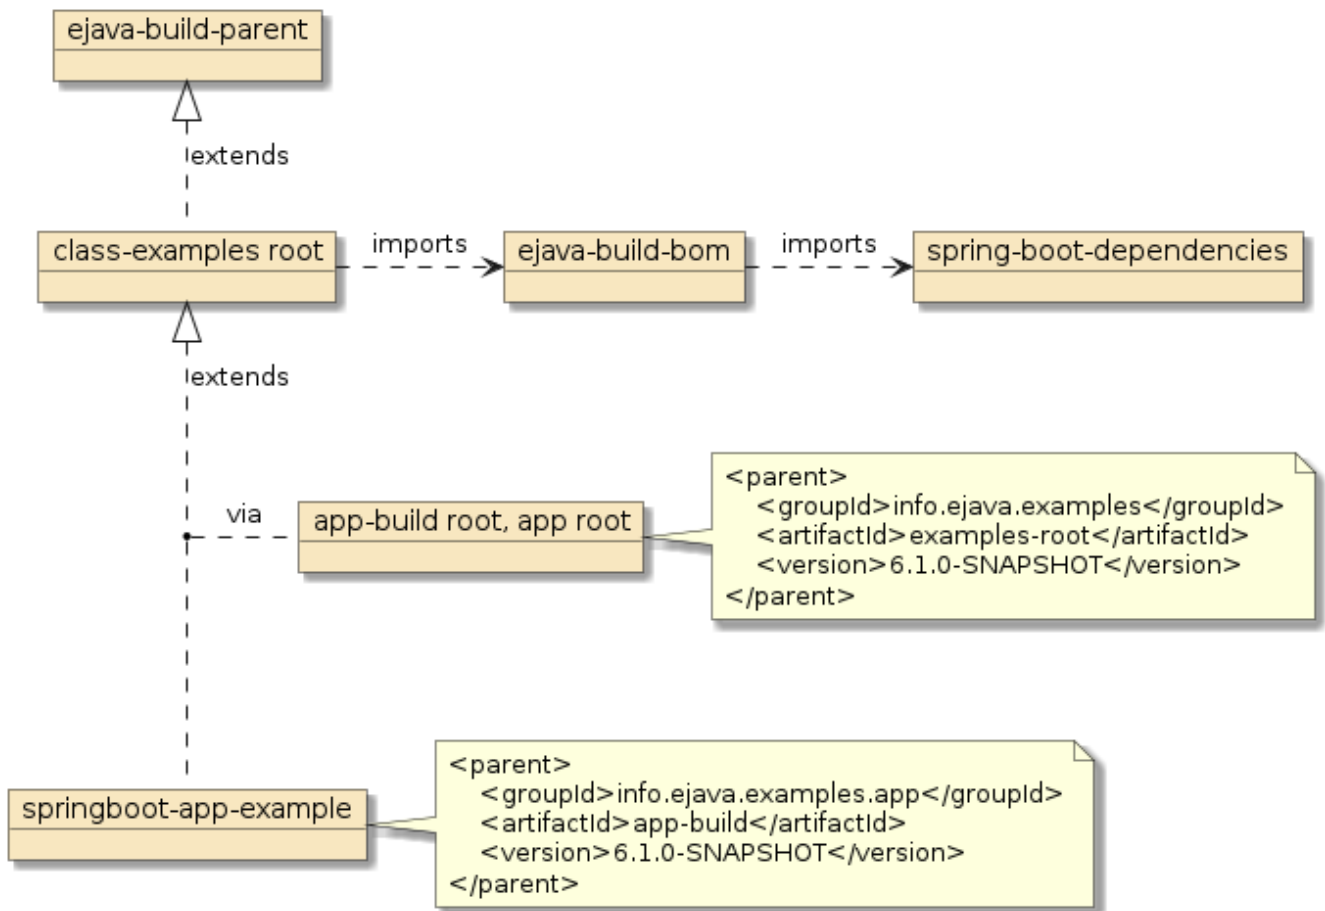 ejava-build-parent
extends
class-examples root
imports
ejava-build-bom
imports
spring-boot-dependencies
extends
via
app-build root, app root
<parent>
<groupId>info.ejava.examples</groupId>
<artifactId>examples-root</artifactId>
<version>6.1.0-SNAPSHOT</version>
</parent>
springboot-app-example
<parent>
<groupId>info.ejava.examples.app</groupId>
<artifactId>app-build</artifactId>
<version>6.1.0-SNAPSHOT</version>
</parent>